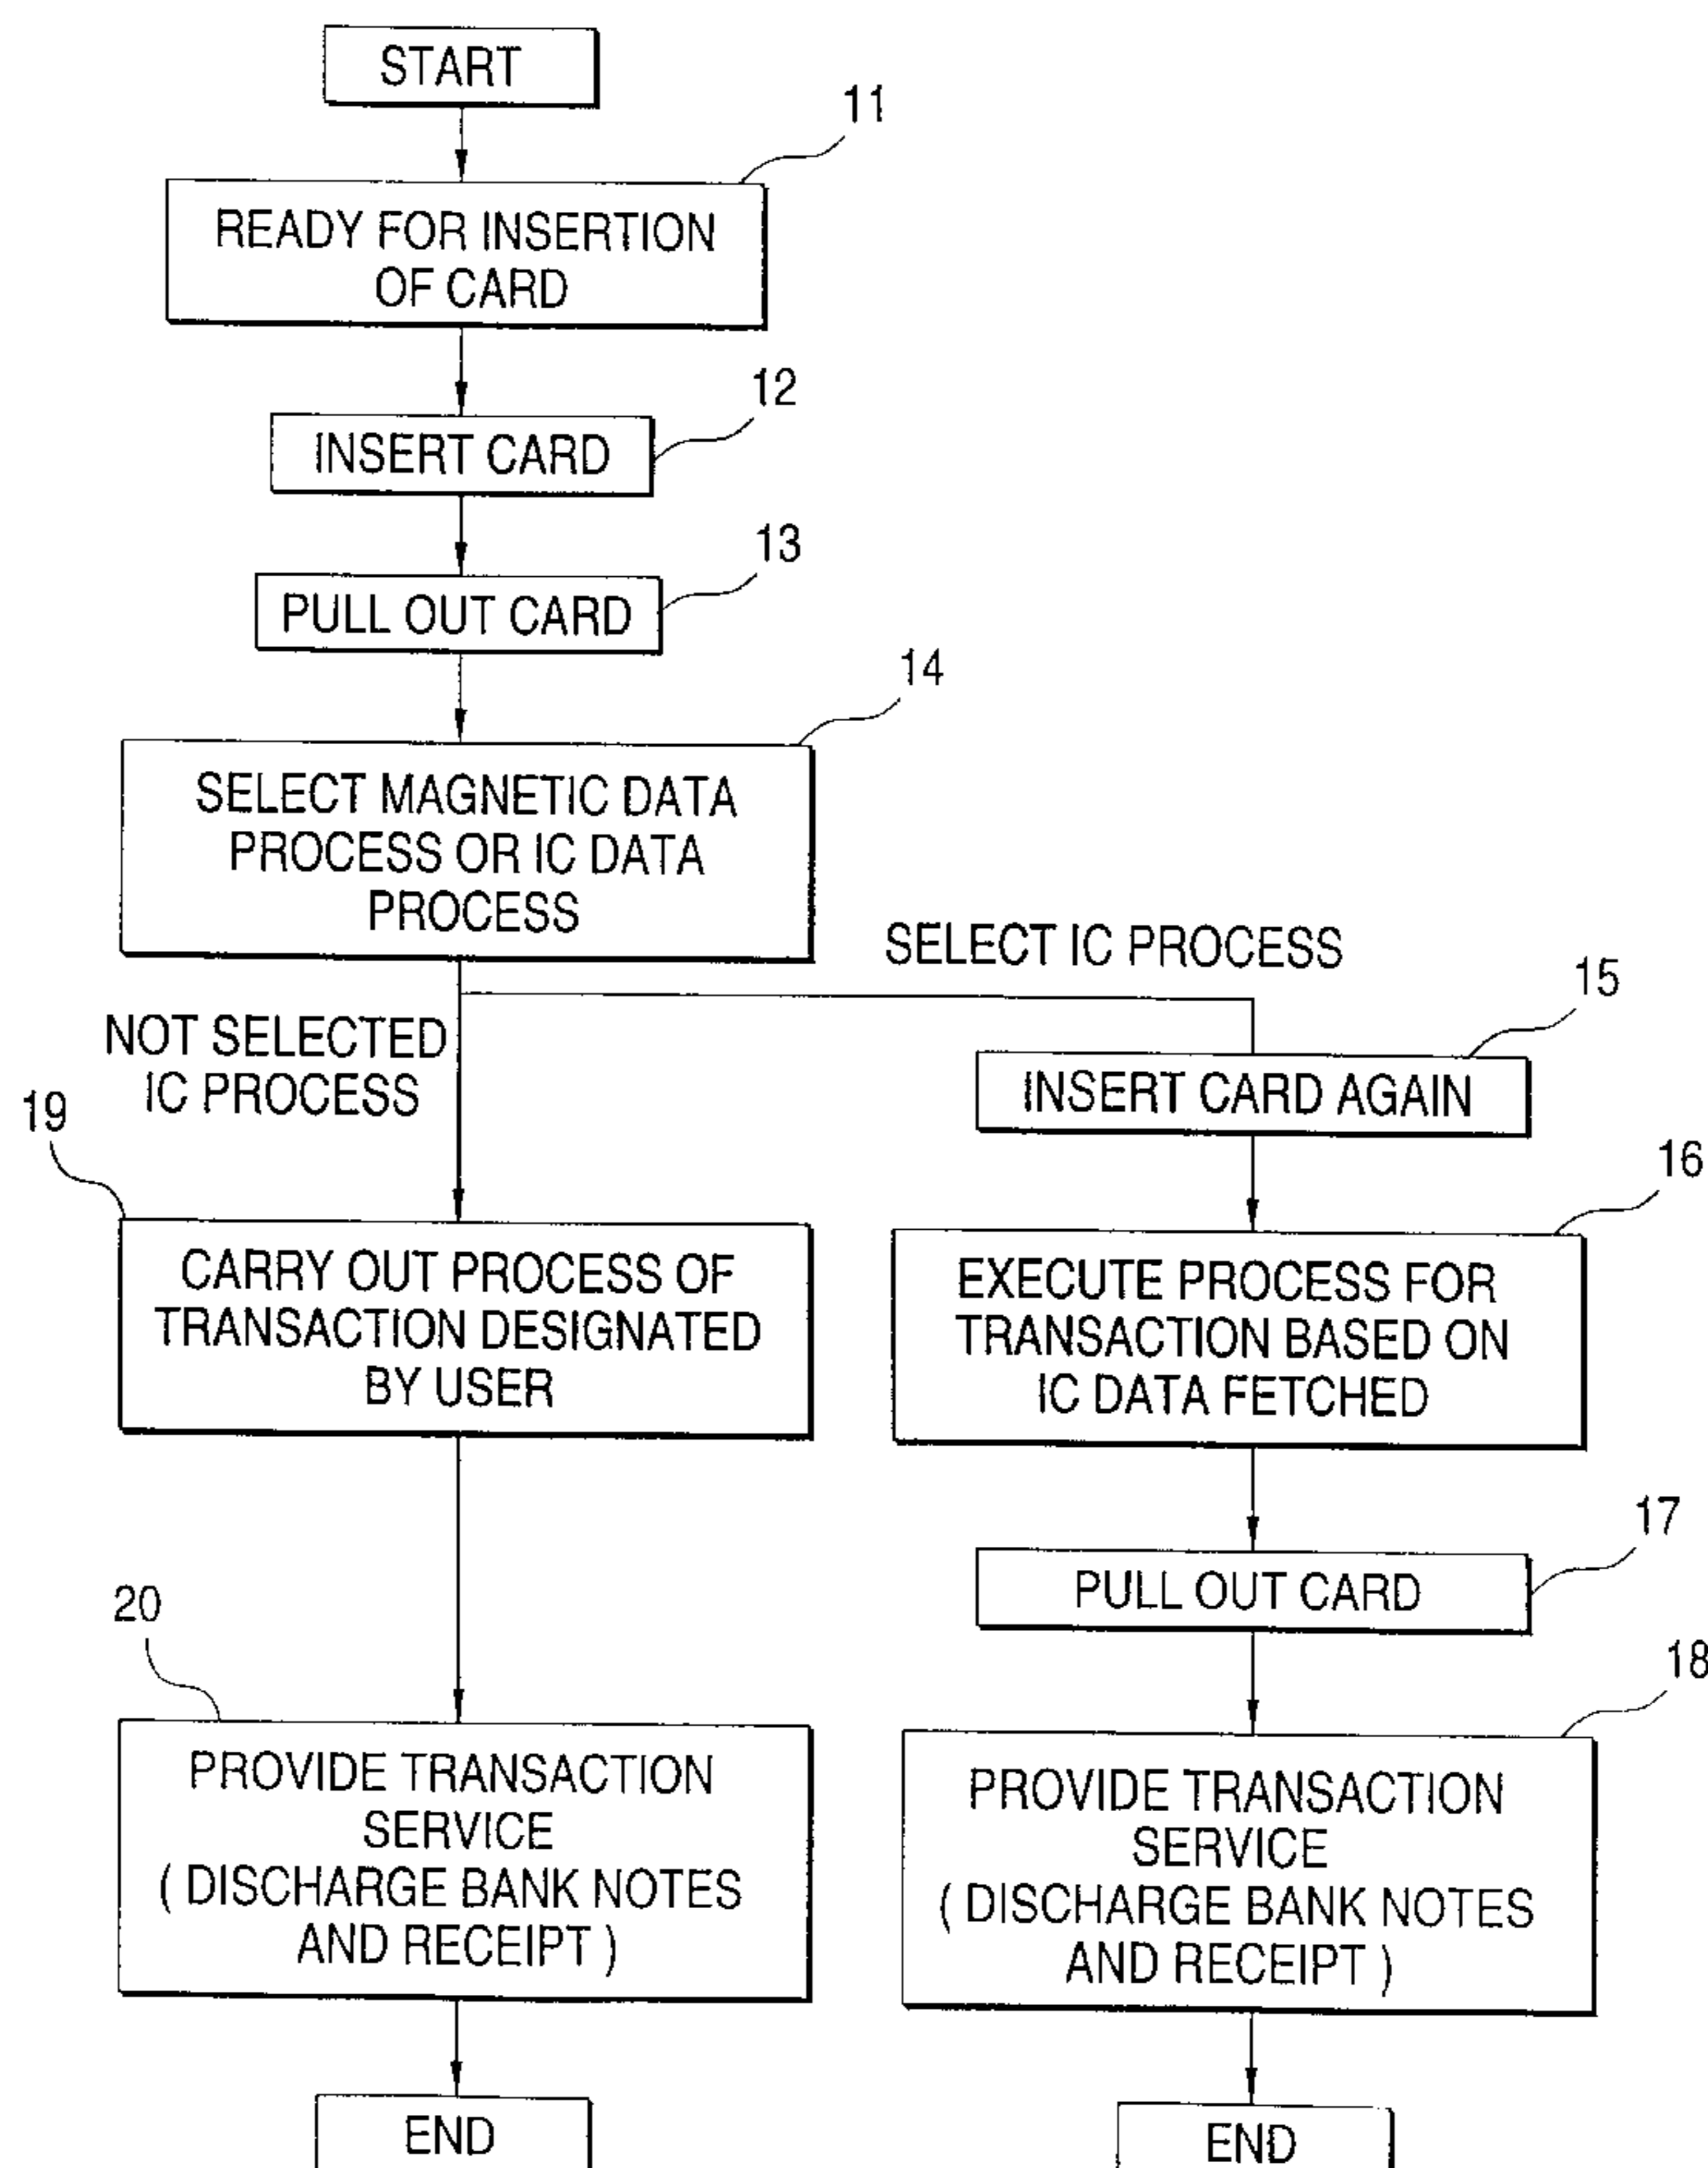 START
11
READY FOR INSERTION
OF CARD
12
INSERT CARD
13
PULL OUT CARD
14
SELECT MAGNETIC DATA
PROCESS OR IC DATA
PROCESS
SELECT IC PROCESS
NOT SELECTED
IC PROCESS
15
INSERT CARD AGAIN
19
CARRY OUT PROCESS OF
TRANSACTION DESIGNATED
BY USER
16
EXECUTE PROCESS FOR
TRANSACTION BASED ON
IC DATA FETCHED
17
PULL OUT CARD
20
PROVIDE TRANSACTION
SERVICE
( DISCHARGE BANK NOTES
AND RECEIPT )
18
PROVIDE TRANSACTION
SERVICE
( DISCHARGE BANK NOTES
AND RECEIPT )
END
END